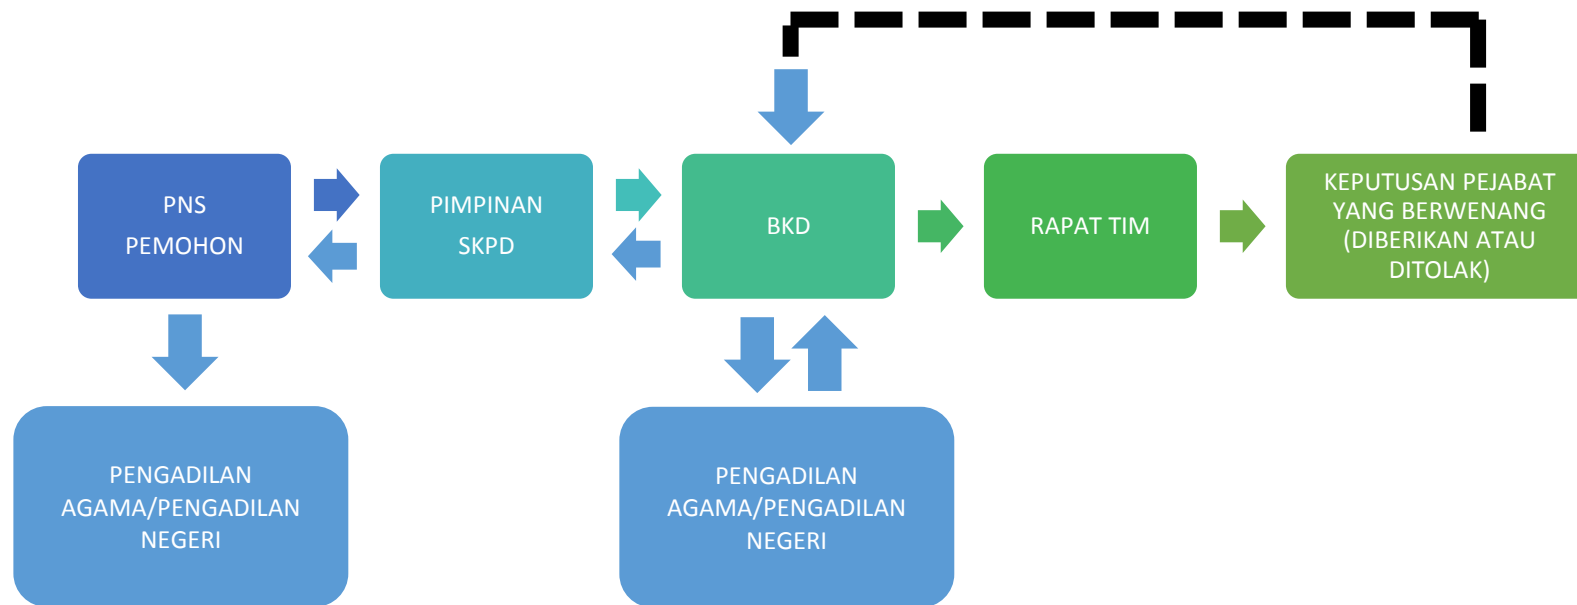 PNS
PEMOHON
PIMPINAN
SKPD
BKD
RAPAT TIM
KEPUTUSAN PEJABAT
YANG BERWENANG
(DIBERIKAN ATAU
DITOLAK)
PENGADILAN
AGAMA/PENGADILAN
NEGERI
PENGADILAN
AGAMA/PENGADILAN
NEGERI